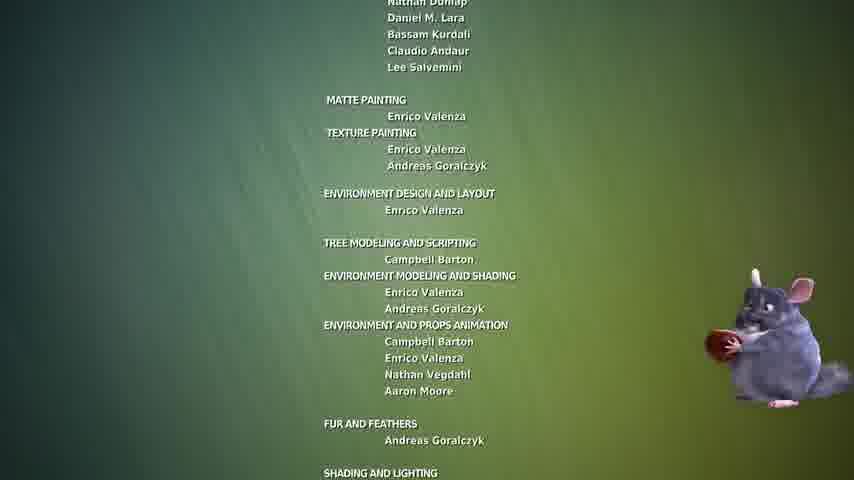 Nathan Dunlap
Daniel M. Lara
Bassam Kurdali
Claudio Andaur
Lee Salvemini
MATTE PAINTING
Enrico Valenza
TEXTURE PAINTING
Enrico Valenza
Andreas Goralczyk
ENVIRONMENT DESIGN AND LAYOUT
Enrico Valenza
TREE MODELING AND SCRIPTING
Campbell Barton
ENVIRONMENT MODELING AND SHADING
Enrico Valenza
Andreas Goralczyk
ENVIRONMENT AND PROPS ANIMATION
Campbell Barton
Enrico Valenza
Nathan Vegdahl
Aaron Moore
FUR AND FEATHERS
Andreas Goralczyk
SHADING AND LIGHTING